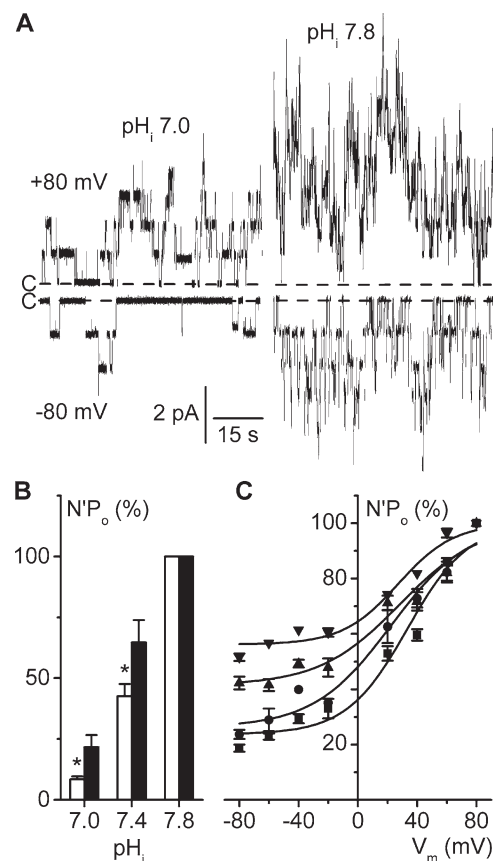 A
pHi 7.8
pHi 7.0
+80 mV
C
C
-80 mV
2 pA
15 s
B
N'Po (%)
100
50
0
*
*
7.0 7.4 7.8
pHi
C
N'Po (%)
100
80
60
40
20
-80 -40 0 40 80
Vm (mV)